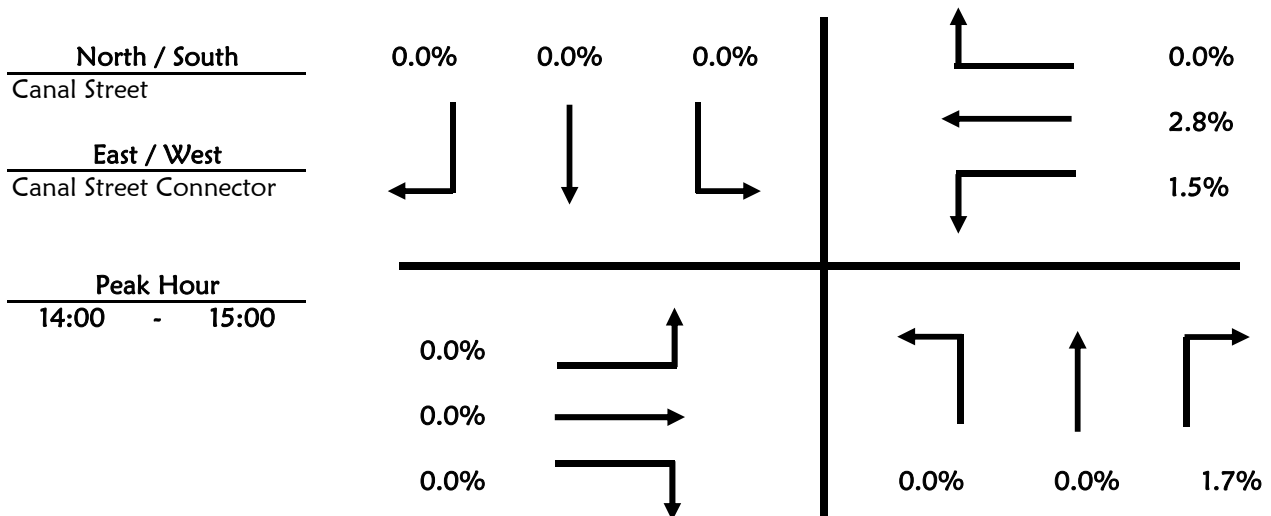 North / South
Canal Street
East / West
Canal Street Connector
Peak Hour
14:00 - 15:00
0.0% 0.0% 0.0%
0.0%
2.8%
1.5%
0.0%
0.0%
0.0%
0.0% 0.0% 1.7%